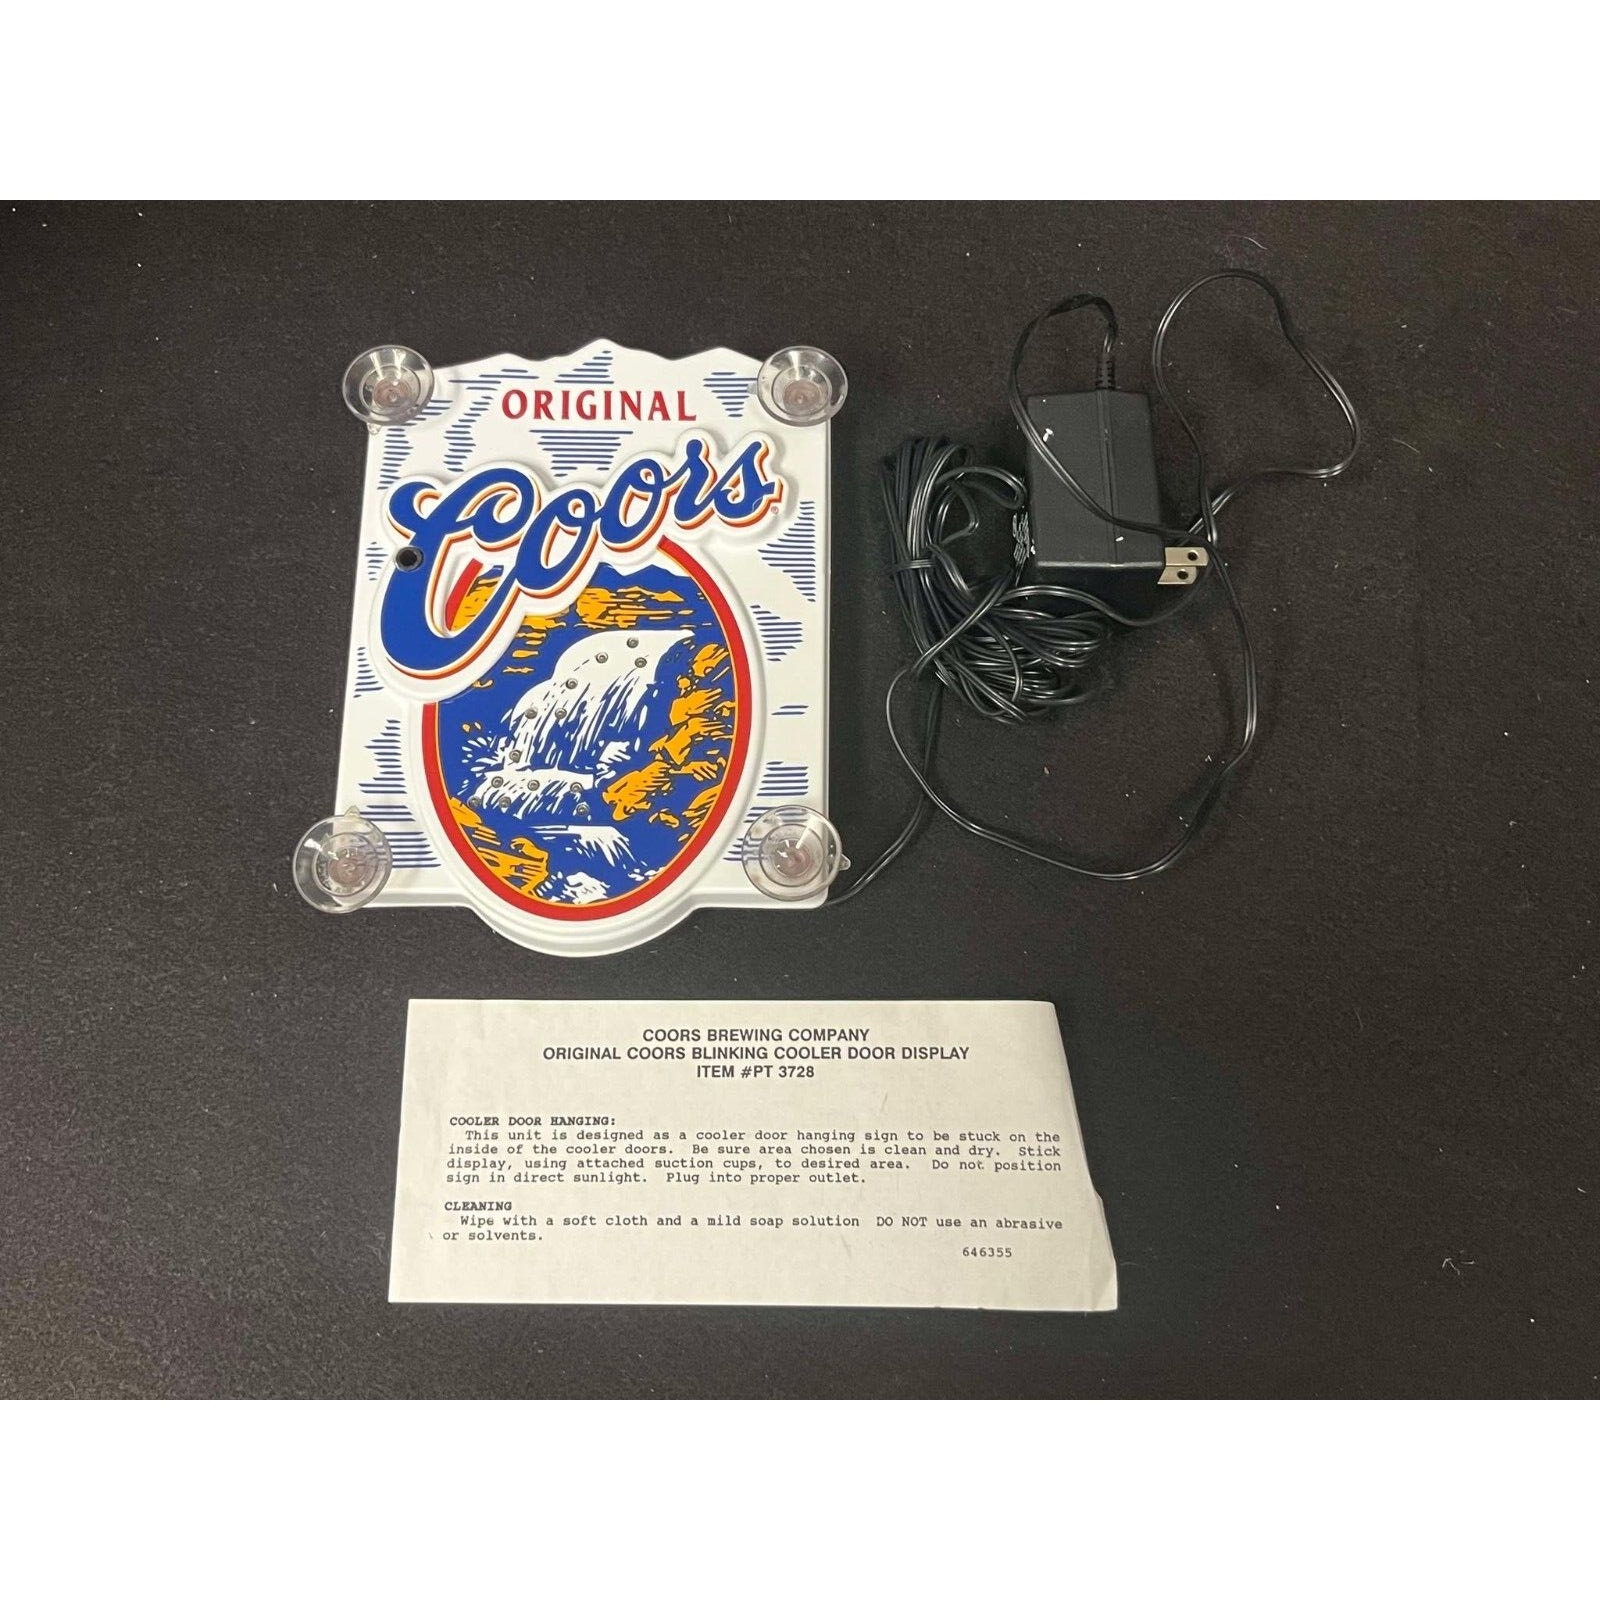 ORIGINAL
Coors®
COORS BREWING COMPANY
ORIGINAL COORS BLINKING COOLER DOOR DISPLAY
ITEM #PT 3728
COOLER DOOR HANGING:
This unit is designed as a cooler door hanging sign to be stuck on the
inside of the cooler doors. Be sure area chosen is clean and dry. Stick
display, using attached suction cups, to desired area. Do not position
sign in direct sunlight. Plug into proper outlet.
CLEANING
Wipe with a soft cloth and a mild soap solution DO NOT use an abrasive
or solvents.
646355